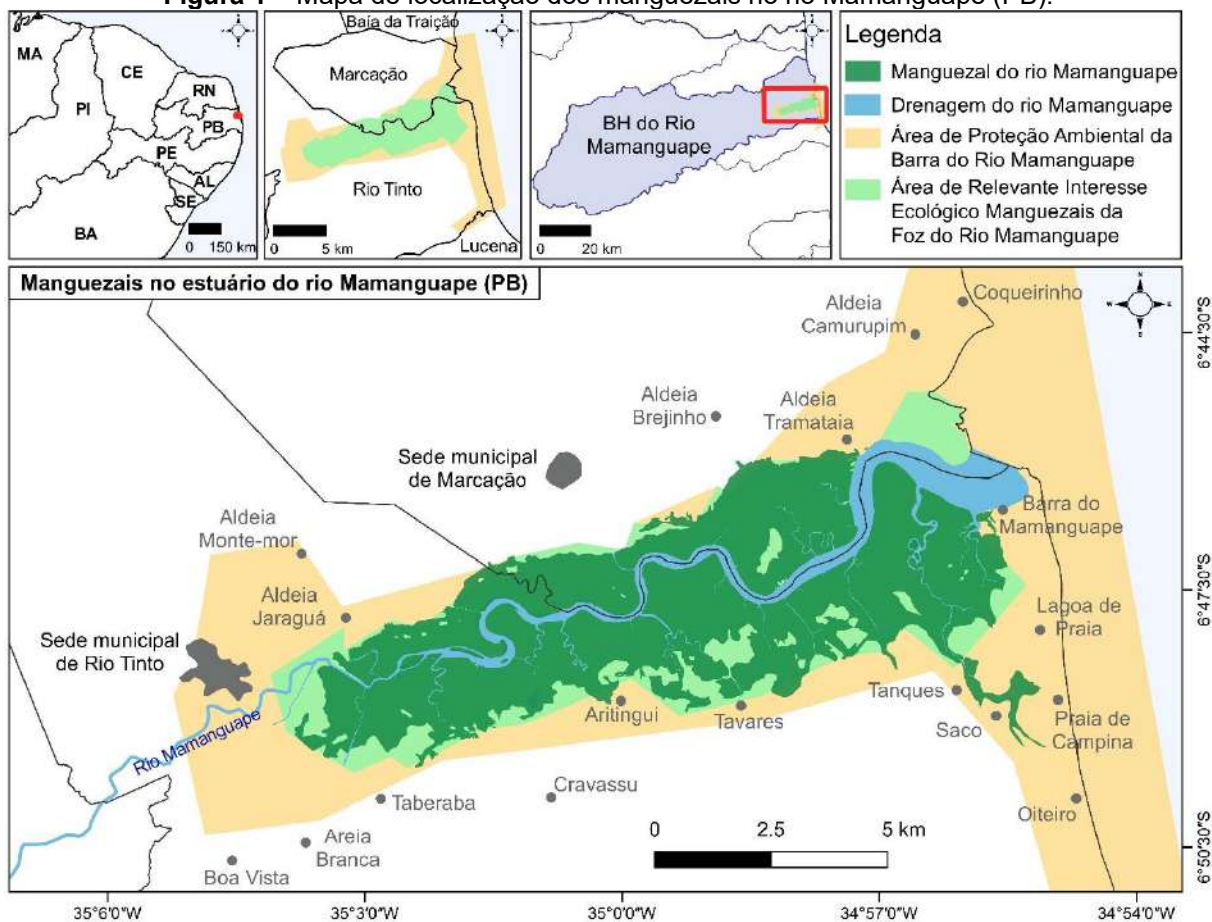 Figura 1 – Mapa de localização dos manguezais no rio Mamanguape (PB).
MA
CE
RN
PI
PB
PE
AL
SE
BA
0 150 km
Baía da Traição
Marcação
Rio Tinto
Lucena
0 5 km
BH do Rio
Mamanguape
0 20 km
Legenda
Manguezal do rio Mamanguape
Drenagem do rio Mamanguape
Área de Proteção Ambiental da
Barra do Rio Mamanguape
Área de Relevante Interesse
Ecológico Manguezais da
Foz do Rio Mamanguape
Manguezais no estuário do rio Mamanguape (PB)
Coqueirinho
Aldeia
Camurupim
Aldeia
Brejinho
Aldeia
Tramataia
Sede municipal
de Marcação
Barra do
Mamanguape
Aldeia
Monte-mor
Aldeia
Jaraguá
Lagoa de
Praia
Sede municipal
de Rio Tinto
Rio Mamanguape
Aritingui
Tavares
Tanques
Saco
Praia de
Campina
Taberaba
Cravassu
Oiteiro
Areia
Branca
Boa Vista
0 2.5 5 km
6°44'30"S
6°47'30"S
6°50'30"S
35°6'0"W
35°3'0"W
35°0'0"W
34°57'0"W
34°54'0"W